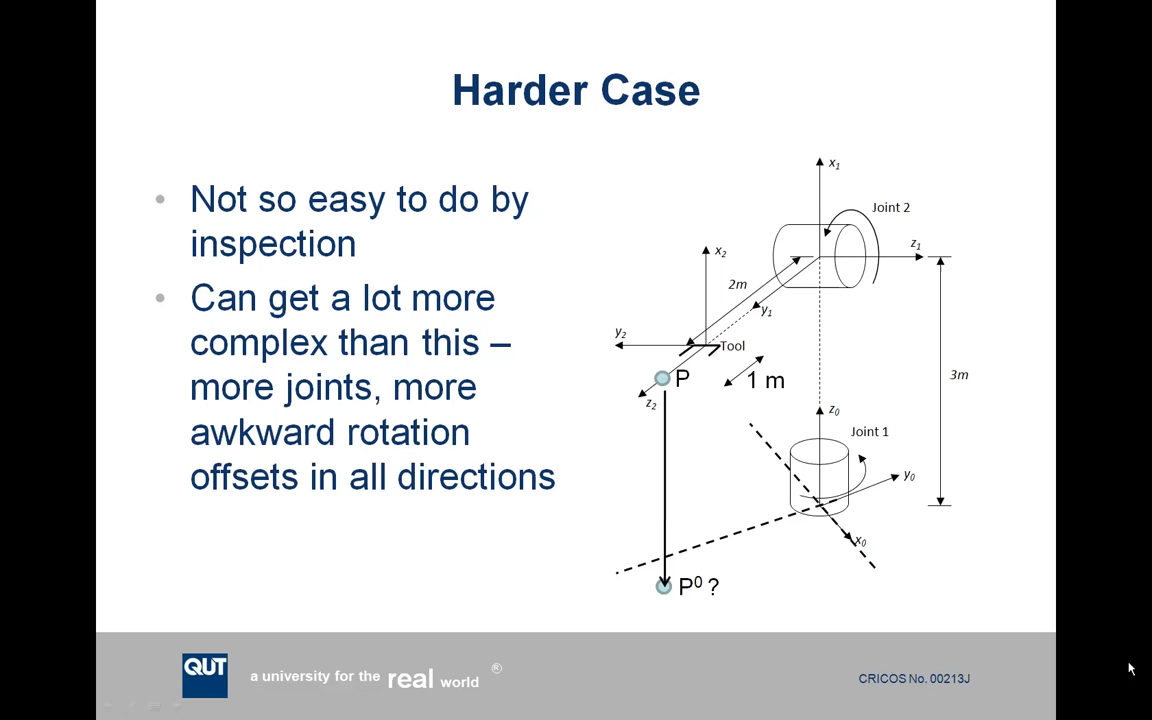 Harder Case
• Not so easy to do by
inspection
• Can get a lot more
complex than this –
more joints, more
awkward rotation
offsets in all directions
x₁
Joint 2
z₁
x₂
2m
y₁
y₂
Tool
P
1 m
z₂
3m
z₀
Joint 1
y₀
x₀
P⁰ ?
QUT
a university for the real world ®
CRICOS No. 00213J